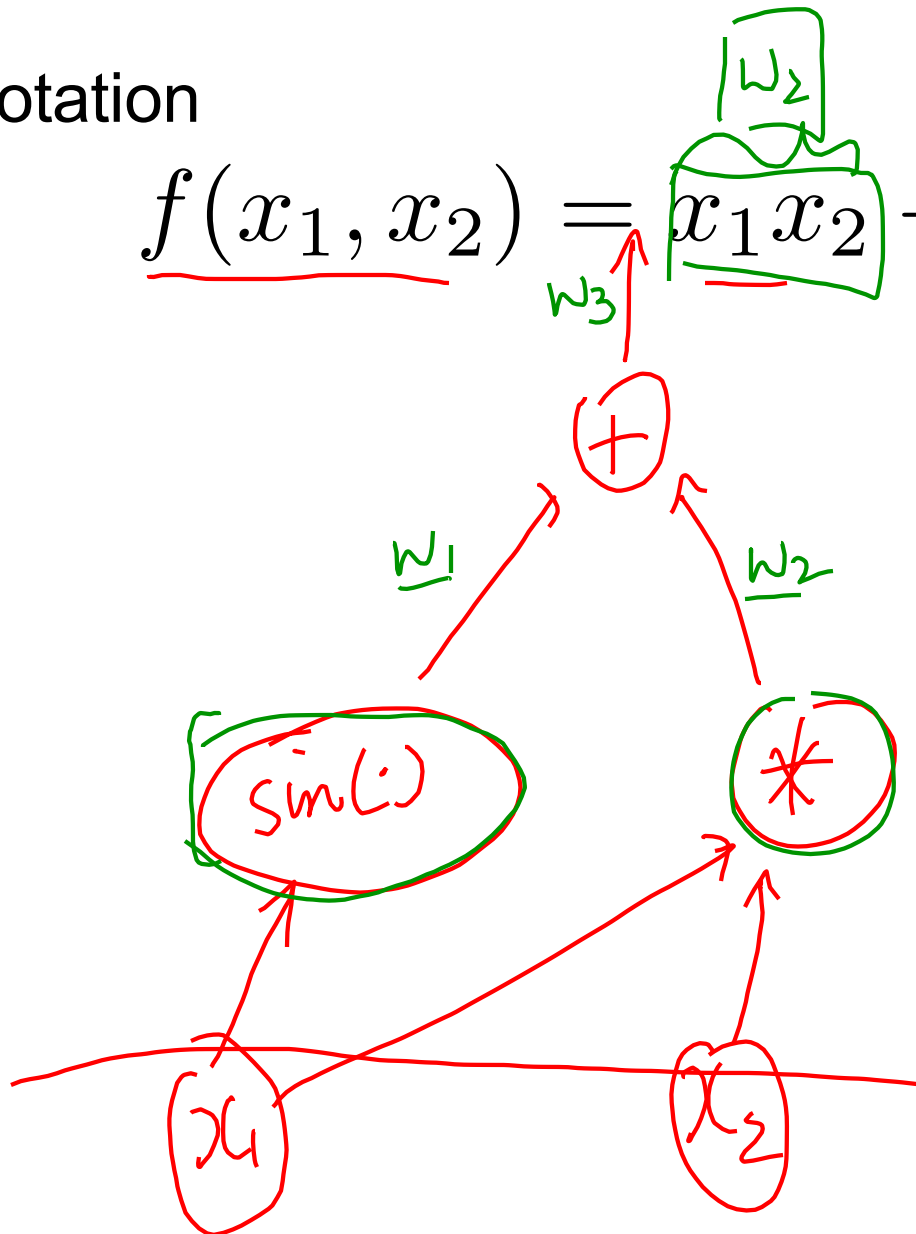 w₂
otation
f(x₁, x₂) = x₁x₂
w₃
+
w₁ w₂
sin(·) *
x₁ x₂